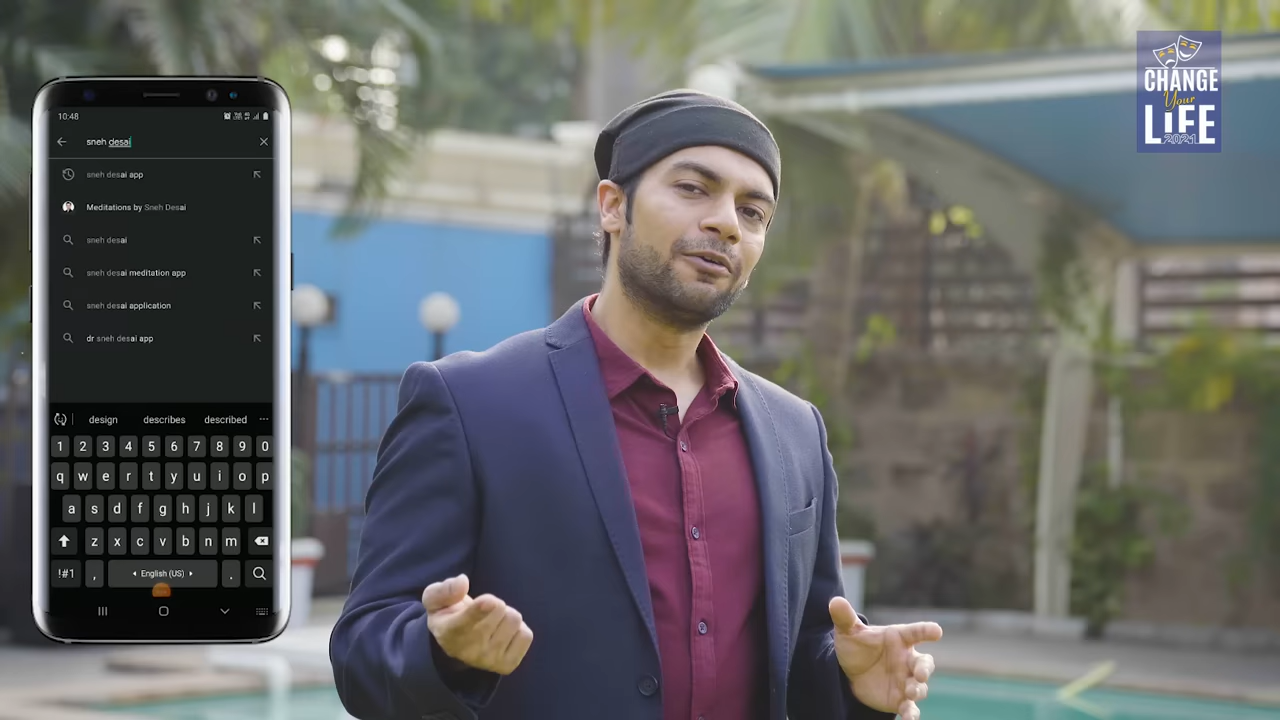 10:48
sneh desai
sneh desai app
Meditations by Sneh Desai
sneh desai
sneh desai meditation app
sneh desai application
dr sneh desai app
design describes described ...
1 2 3 4 5 6 7 8 9 0
q w e r t y u i o p
a s d f g h j k l
z x c v b n m
!#1 , English (US) .
CHANGE
Your
LiFE
2021